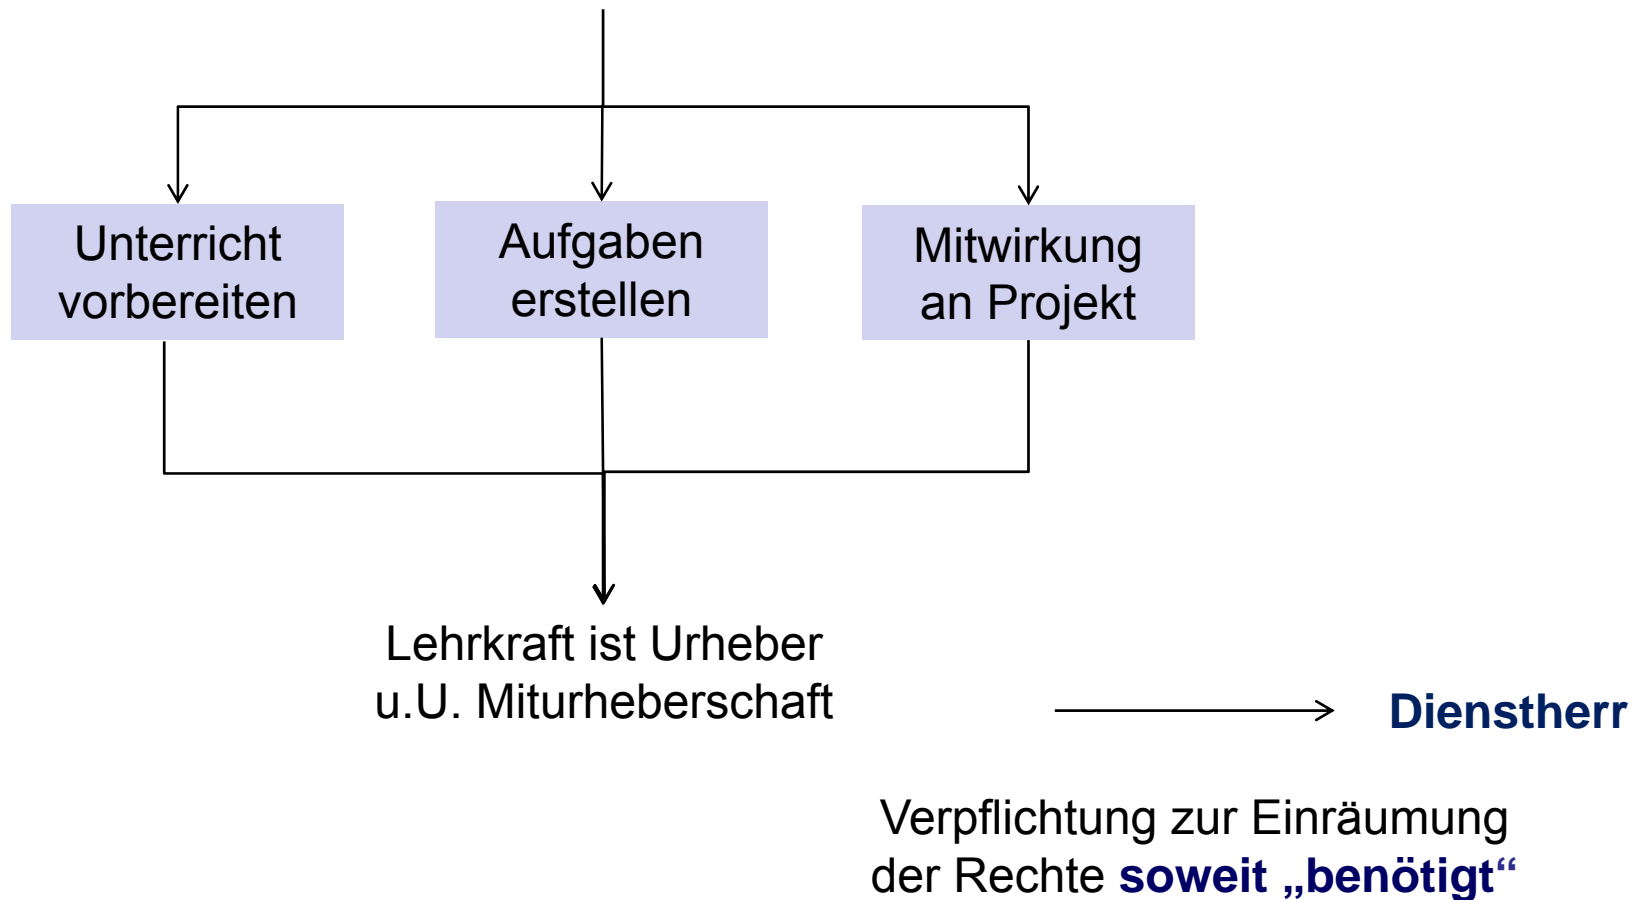 Unterricht
vorbereiten
Aufgaben
erstellen
Mitwirkung
an Projekt
Lehrkraft ist Urheber
u.U. Miturheberschaft
Dienstherr
Verpflichtung zur Einräumung
der Rechte soweit „benötigt“